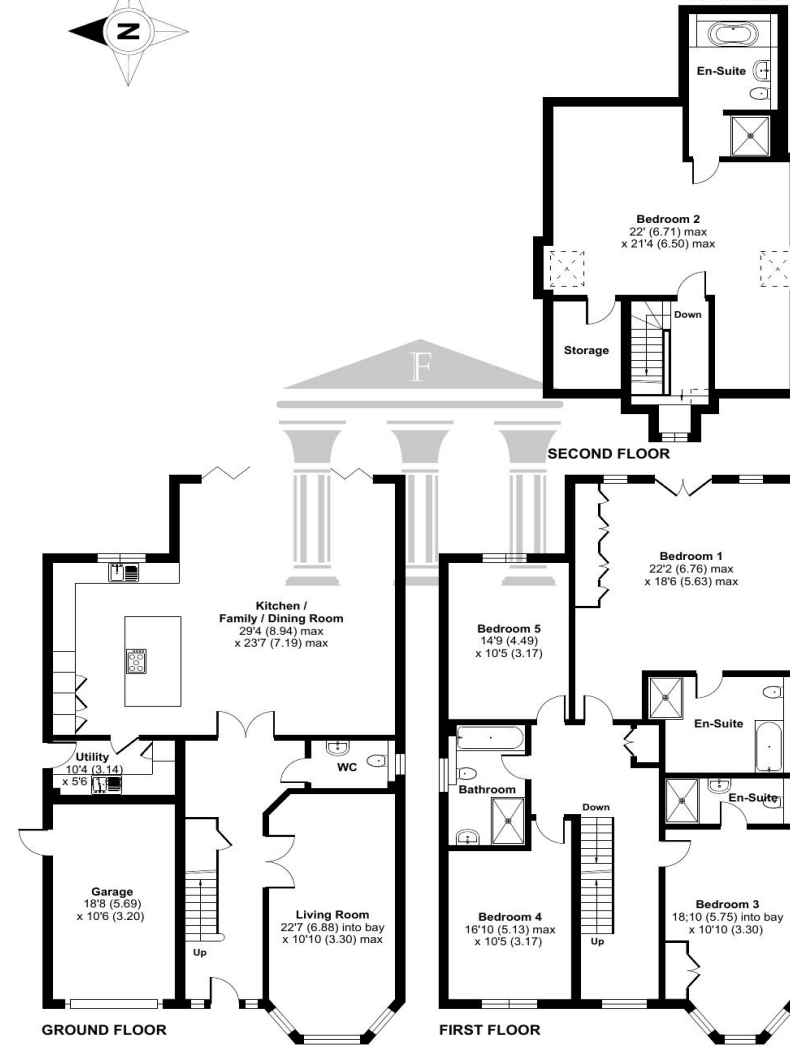 N
En-Suite
Bedroom 2
22' (6.71) max
x 21'4 (6.50) max
Down
Storage
F
SECOND FLOOR
Kitchen /
Family / Dining Room
29'4 (8.94) max
x 23'7 (7.19) max
Utility
10'4 (3.14)
x 5'6
WC
Garage
18'8 (5.69)
x 10'6 (3.20)
Up
Living Room
22'7 (6.88) into bay
x 10'10 (3.30) max
GROUND FLOOR
Bedroom 1
22'2 (6.76) max
x 18'6 (5.63) max
Bedroom 5
14'9 (4.49)
x 10'5 (3.17)
En-Suite
Bathroom
En-Suite
Down
Bedroom 4
16'10 (5.13) max
x 10'5 (3.17)
Up
Bedroom 3
18;10 (5.75) into bay
x 10'10 (3.30)
FIRST FLOOR